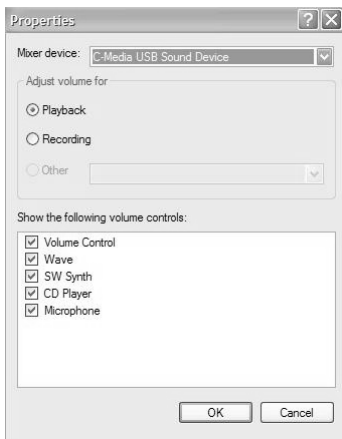 Properties
Mixer device: C-Media USB Sound Device
Adjust volume for
Playback
Recording
Other
Show the following volume controls:
Volume Control
Wave
SW Synth
CD Player
Microphone
OK Cancel